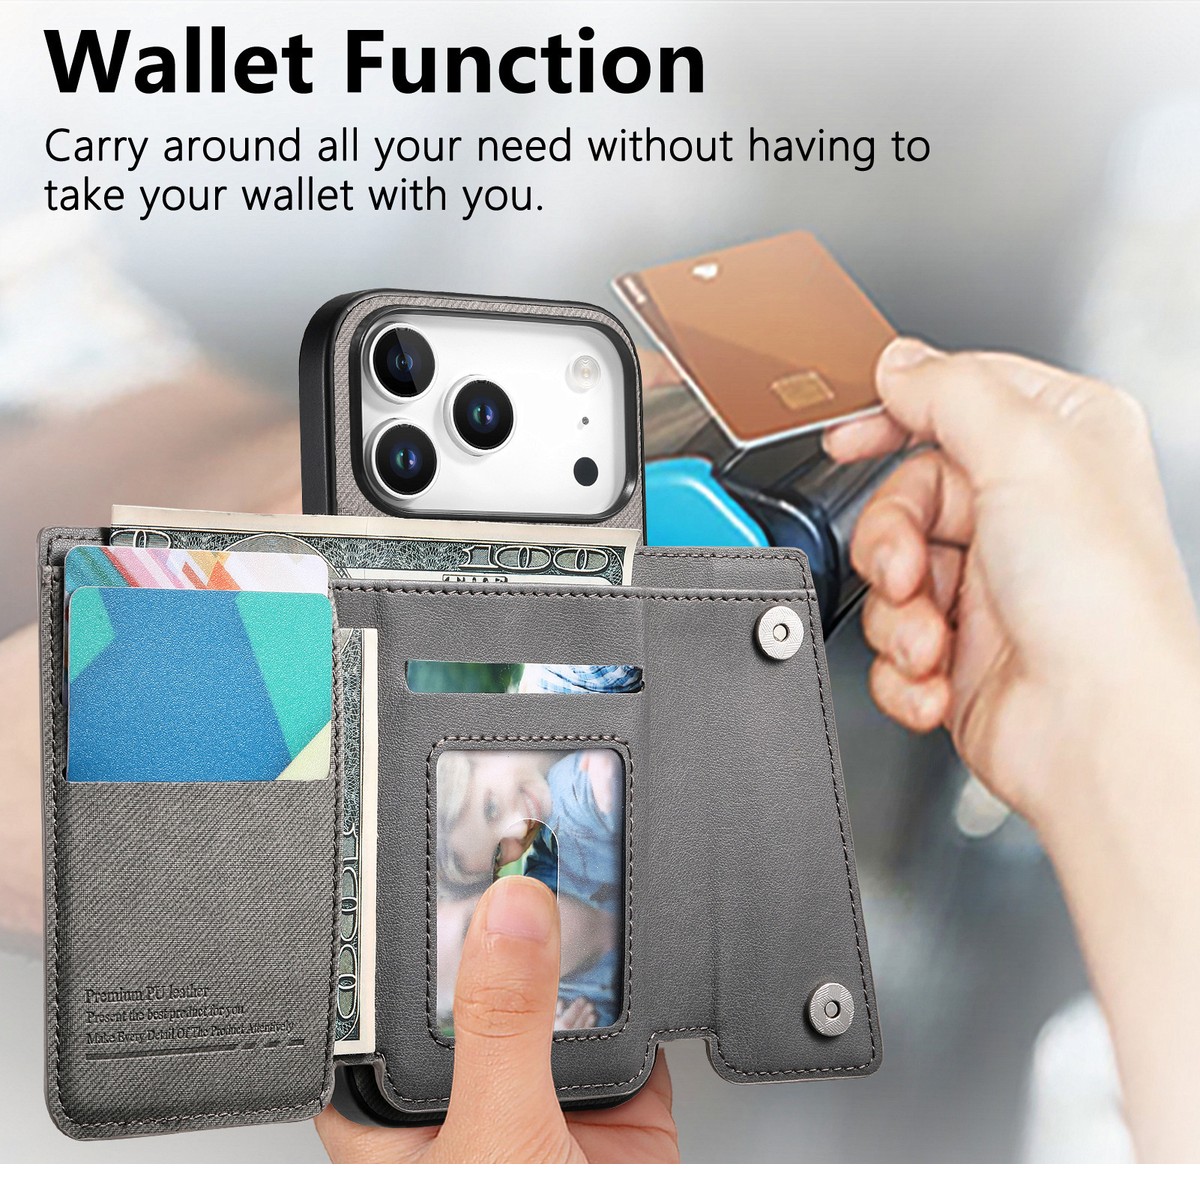 Wallet Function
Carry around all your need without having to
take your wallet with you.
100
Premium PU leather
Present the best product for you
Make Every Detail Of The Product Attentively